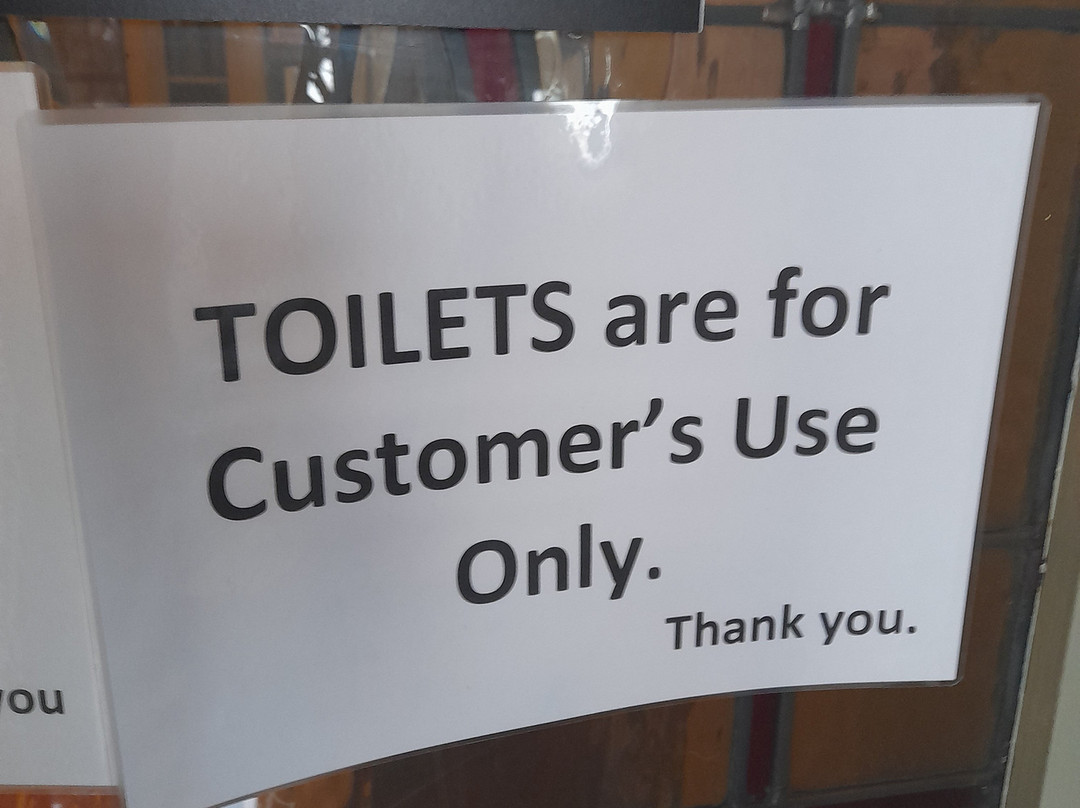 TOILETS are for
Customer’s Use
Only.
Thank you.
you